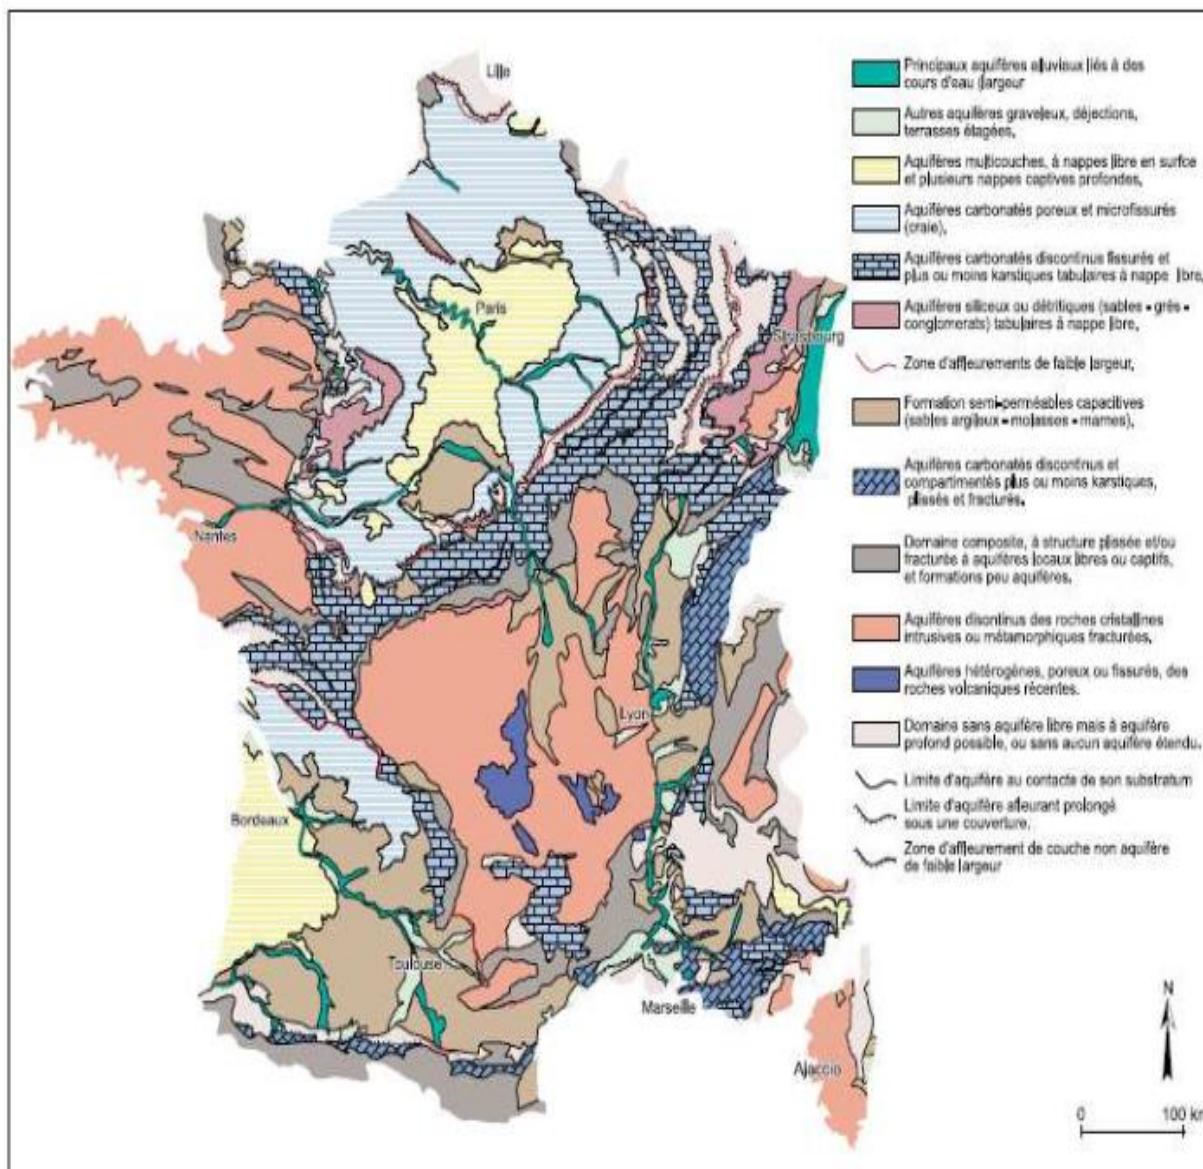 Lille
Paris
Strasbourg
Nantes
Lyon
Bordeaux
Toulouse
Marseille
Ajaccio
Principaux aquifères alluviaux liés à des
cours d'eau (largeur
Autres aquifères graveleux, déjections,
terrasses étagées.
Aquifères multicouches, à nappes libre en surfce
et plusieurs nappes captives profondes.
Aquifères carbonatés poreux et microfissurés
(craie).
Aquifères carbonatés discontinus fissurés et
plus ou moins karstiques tabulaires à nappe libre.
Aquifères siliceux ou détritiques (sables - grès -
conglomérats) tabulaires à nappe libre.
Zone d'affleurements de faible largeur.
Formation semi-perméables capacitives
(sables argileux - molasses - marnes).
Aquifères carbonatés discontinus et
compartimentés plus ou moins karstiques,
plissés et fracturés.
Domaine composite, à structure plissée et/ou
fracturée à aquifères locaux libres ou captifs,
et formations peu aquifères.
Aquifères disontinus des roches cristallines
intrusives ou métamorphiques fracturées.
Aquifères hétérogènes, poreux ou fissurés, des
roches volcaniques récentes.
Domaine sans aquifère libre mais à aquifère
profond possible, ou sans aucun aquifère étendu.
Limite d'aquifère au contacte de son substratum
Limite d'aquifère afleurant prolongé
sous une couverture.
Zone d'affleurement de couche non aquifère
de faible largeur
N
0 100 km